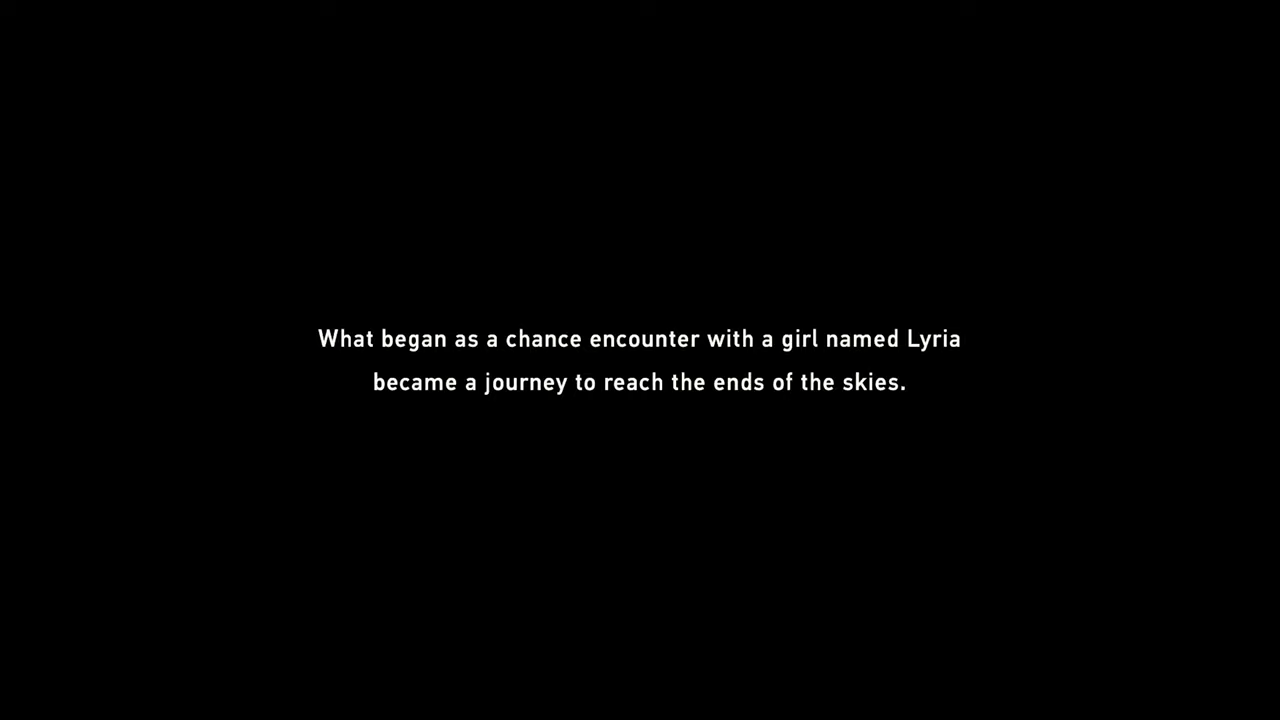 What began as a chance encounter with a girl named Lyria
became a journey to reach the ends of the skies.